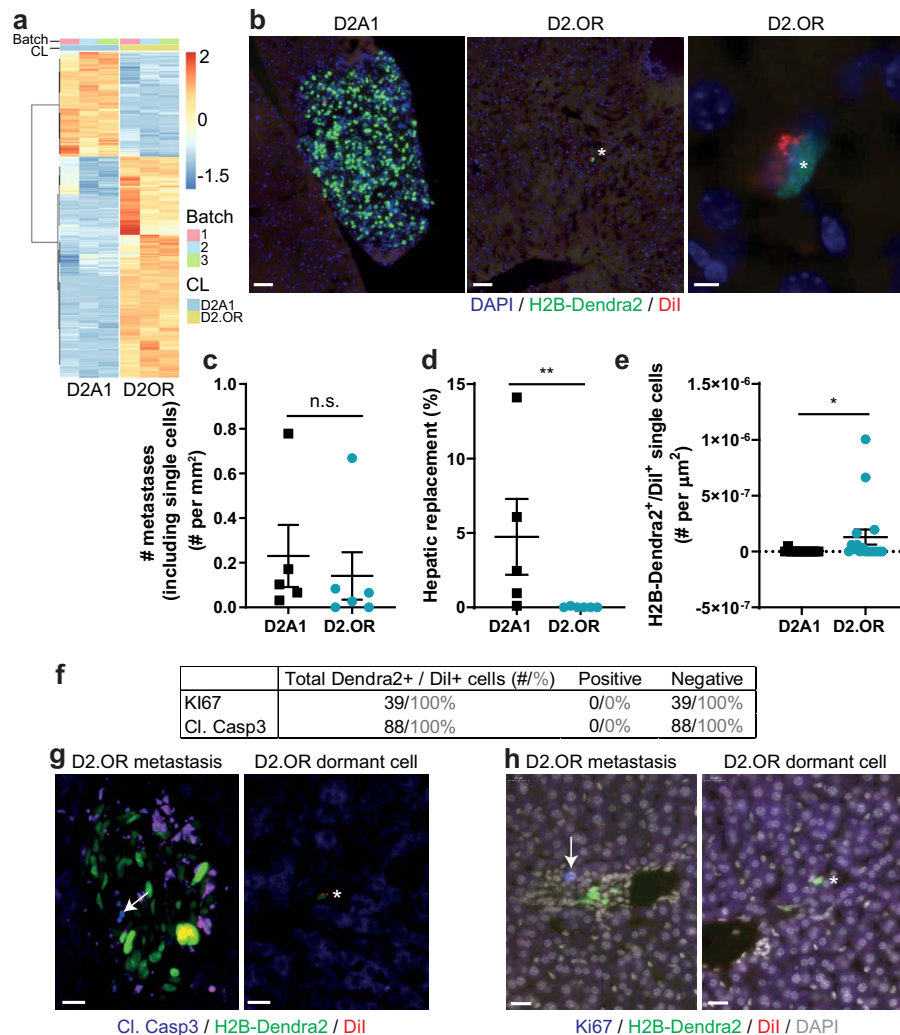 a
Batch
CL
2
0
-1.5
Batch
1
2
3
CL
D2A1
D2.OR
D2A1 D2OR
b
D2A1 D2.OR D2.OR
*
*
DAPI / H2B-Dendra2 / DiI
c
# metastases
(including single cells)
(# per mm²)
1.0
0.8
0.6
0.4
0.2
0.0
n.s.
D2A1 D2.OR
d
Hepatic replacement (%)
15
10
5
0
**
D2A1 D2.OR
e
H2B-Dendra2⁺/DiI⁺ single cells
(# per μm²)
1.5×10⁻⁶
1×10⁻⁶
5×10⁻⁷
0
-5×10⁻⁷
*
D2A1 D2.OR
f
Total Dendra2+ / DiI+ cells (#/%) Positive Negative
KI67 39/100% 0/0% 39/100%
Cl. Casp3 88/100% 0/0% 88/100%
g
D2.OR metastasis D2.OR dormant cell
*
Cl. Casp3 / H2B-Dendra2 / DiI
h
D2.OR metastasis D2.OR dormant cell
*
Ki67 / H2B-Dendra2 / DiI / DAPI